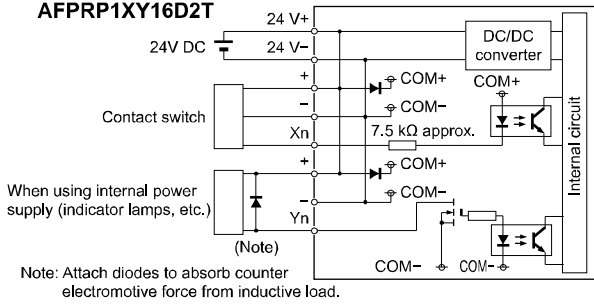 AFPRP1XY16D2T
24 V+
24V DC
24 V−
DC/DC
converter
+
COM+
COM+
−
COM−
Contact switch
Xn
7.5 kΩ approx.
+
COM+
When using internal power
supply (indicator lamps, etc.)
−
COM−
Yn
(Note)
COM−
COM−
Internal circuit
Note: Attach diodes to absorb counter
electromotive force from inductive load.